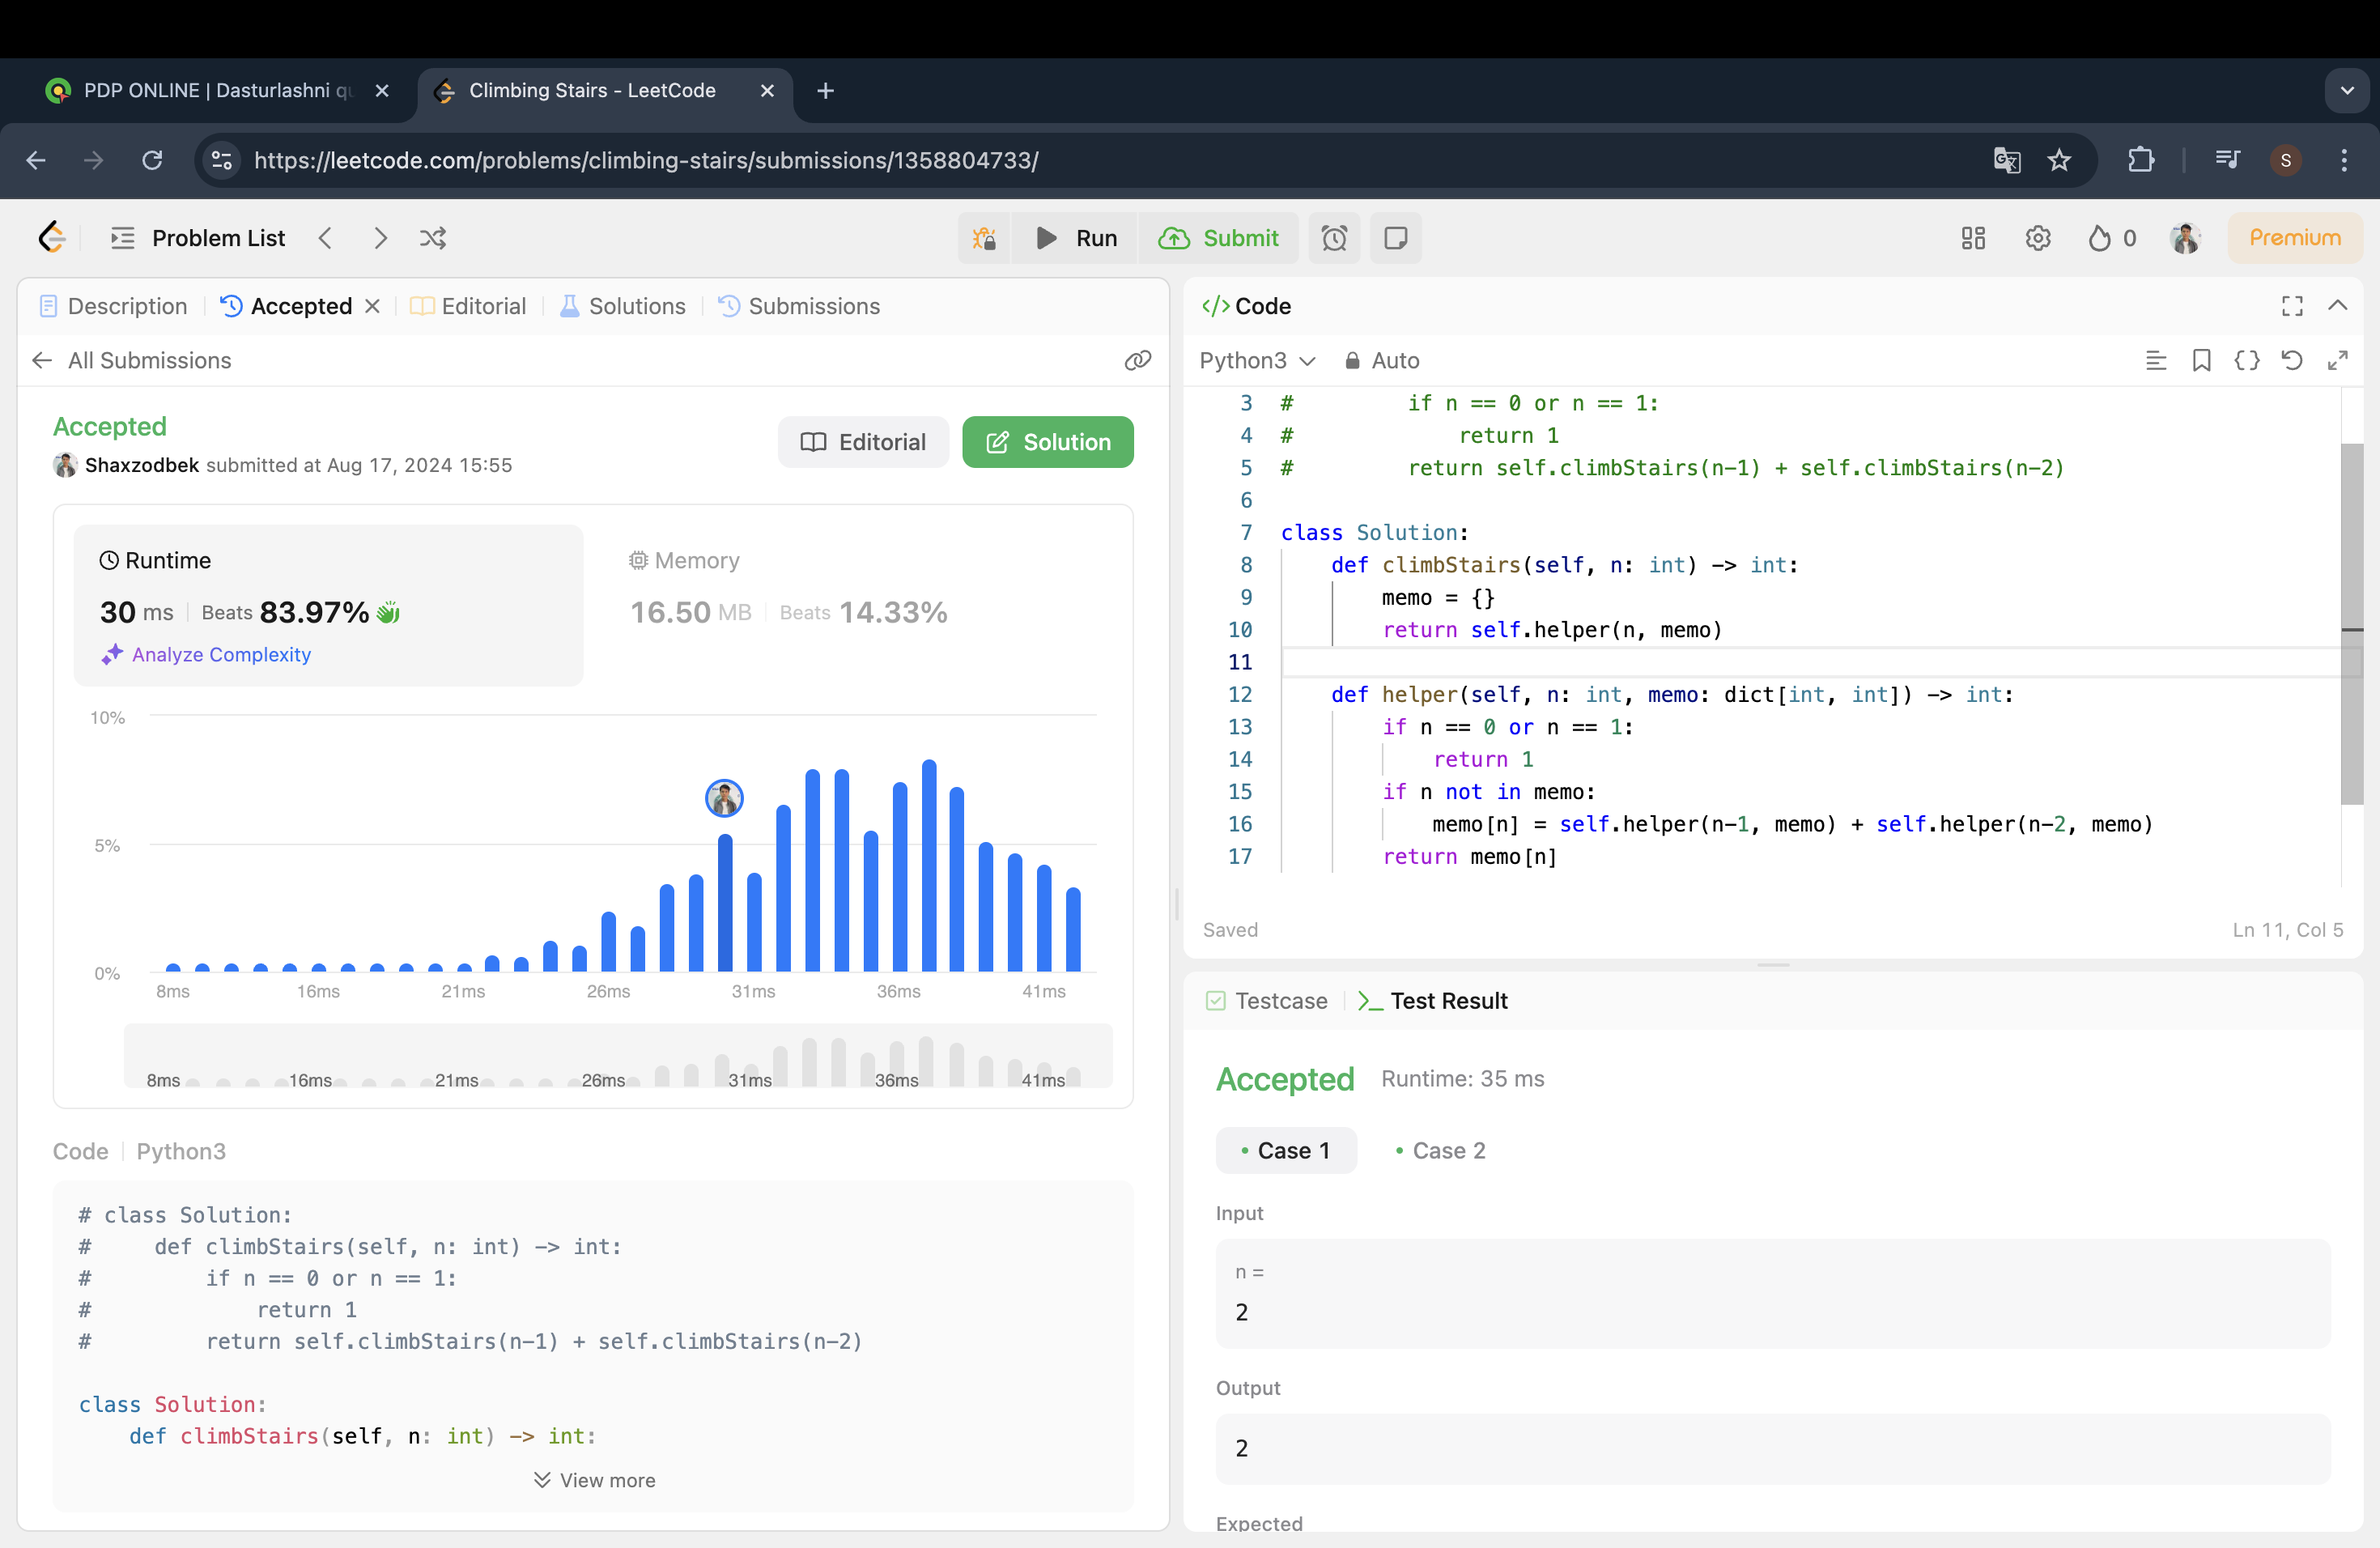 PDP ONLINE | Dasturlashni
Climbing Stairs - LeetCode
https://leetcode.com/problems/climbing-stairs/submissions/1358804733/
S
Problem List
Run
Submit
0
Premium
Description
Accepted
Editorial
Solutions
Submissions
All Submissions
Accepted
Shaxzodbek submitted at Aug 17, 2024 15:55
Editorial
Solution
Runtime
30 ms | Beats 83.97%
Analyze Complexity
Memory
16.50 MB | Beats 14.33%
10%
5%
0%
8ms 16ms 21ms 26ms 31ms 36ms 41ms
8ms 16ms 21ms 26ms 31ms 36ms 41ms
Code | Python3
# class Solution:
#     def climbStairs(self, n: int) -> int:
#         if n == 0 or n == 1:
#             return 1
#         return self.climbStairs(n-1) + self.climbStairs(n-2)
class Solution:
    def climbStairs(self, n: int) -> int:
View more
</> Code
Python3
Auto
3 #         if n == 0 or n == 1:
4 #             return 1
5 #         return self.climbStairs(n-1) + self.climbStairs(n-2)
6
7 class Solution:
8     def climbStairs(self, n: int) -> int:
9         memo = {}
10         return self.helper(n, memo)
11
12     def helper(self, n: int, memo: dict[int, int]) -> int:
13         if n == 0 or n == 1:
14             return 1
15         if n not in memo:
16             memo[n] = self.helper(n-1, memo) + self.helper(n-2, memo)
17         return memo[n]
Saved
Ln 11, Col 5
Testcase
Test Result
Accepted
Runtime: 35 ms
Case 1
Case 2
Input
n =
2
Output
2
Expected